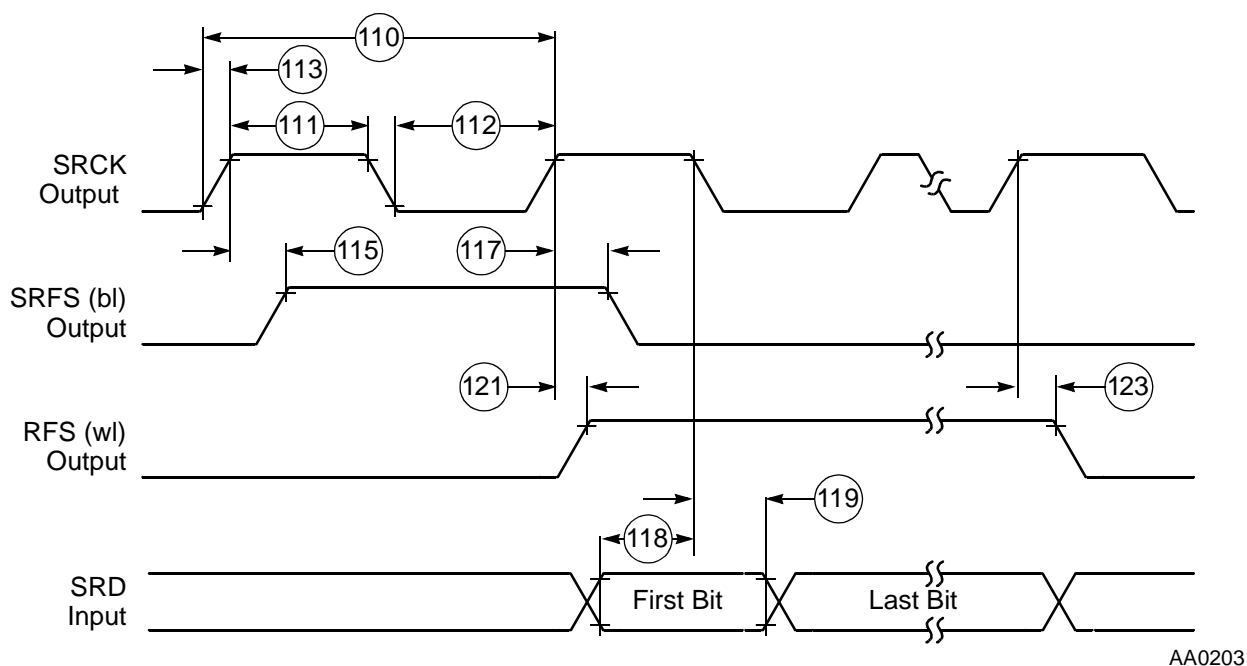 110
113
111
112
SRCK
Output
115
117
SRFS (bl)
Output
121
123
RFS (wl)
Output
119
118
SRD
Input
First Bit
Last Bit
AA0203